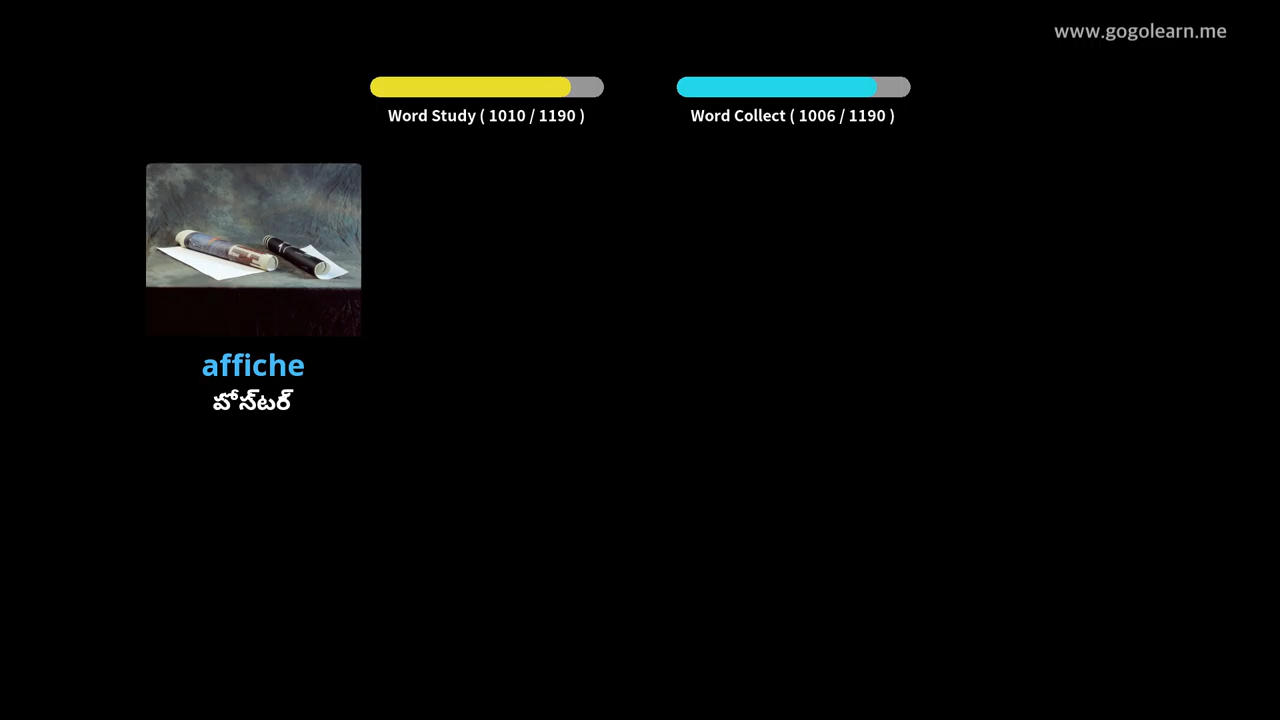 www.gogolearn.me
Word Study ( 1010 / 1190 )
Word Collect ( 1006 / 1190 )
affiche
పోస్టర్